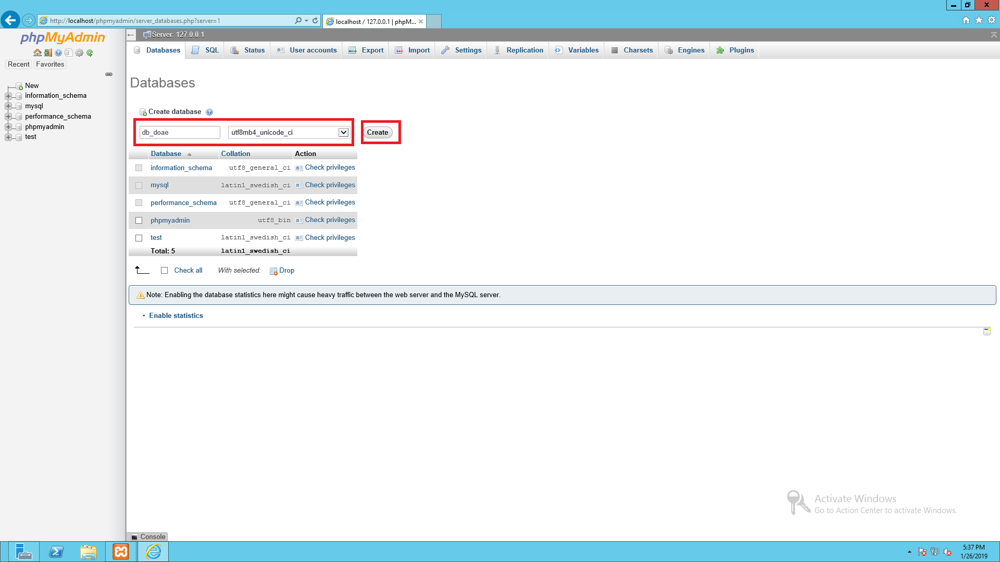 http://localhost/phpmyadmin/server_databases.php?server=1
localhost / 127.0.0.1 | phpM...
phpMyAdmin
Recent
Favorites
New
information_schema
mysql
performance_schema
phpmyadmin
test
Server: 127.0.0.1
Databases
SQL
Status
User accounts
Export
Import
Settings
Replication
Variables
Charsets
Engines
Plugins
Databases
Create database
db_doae
utf8mb4_unicode_ci
Create
Database Collation Action
information_schema utf8_general_ci Check privileges
mysql latin1_swedish_ci Check privileges
performance_schema utf8_general_ci Check privileges
phpmyadmin utf8_bin Check privileges
test latin1_swedish_ci Check privileges
Total: 5 latin1_swedish_ci
Check all With selected: Drop
Note: Enabling the database statistics here might cause heavy traffic between the web server and the MySQL server.
• Enable statistics
Activate Windows
Go to Action Center to activate Windows.
Console
5:37 PM
1/26/2019